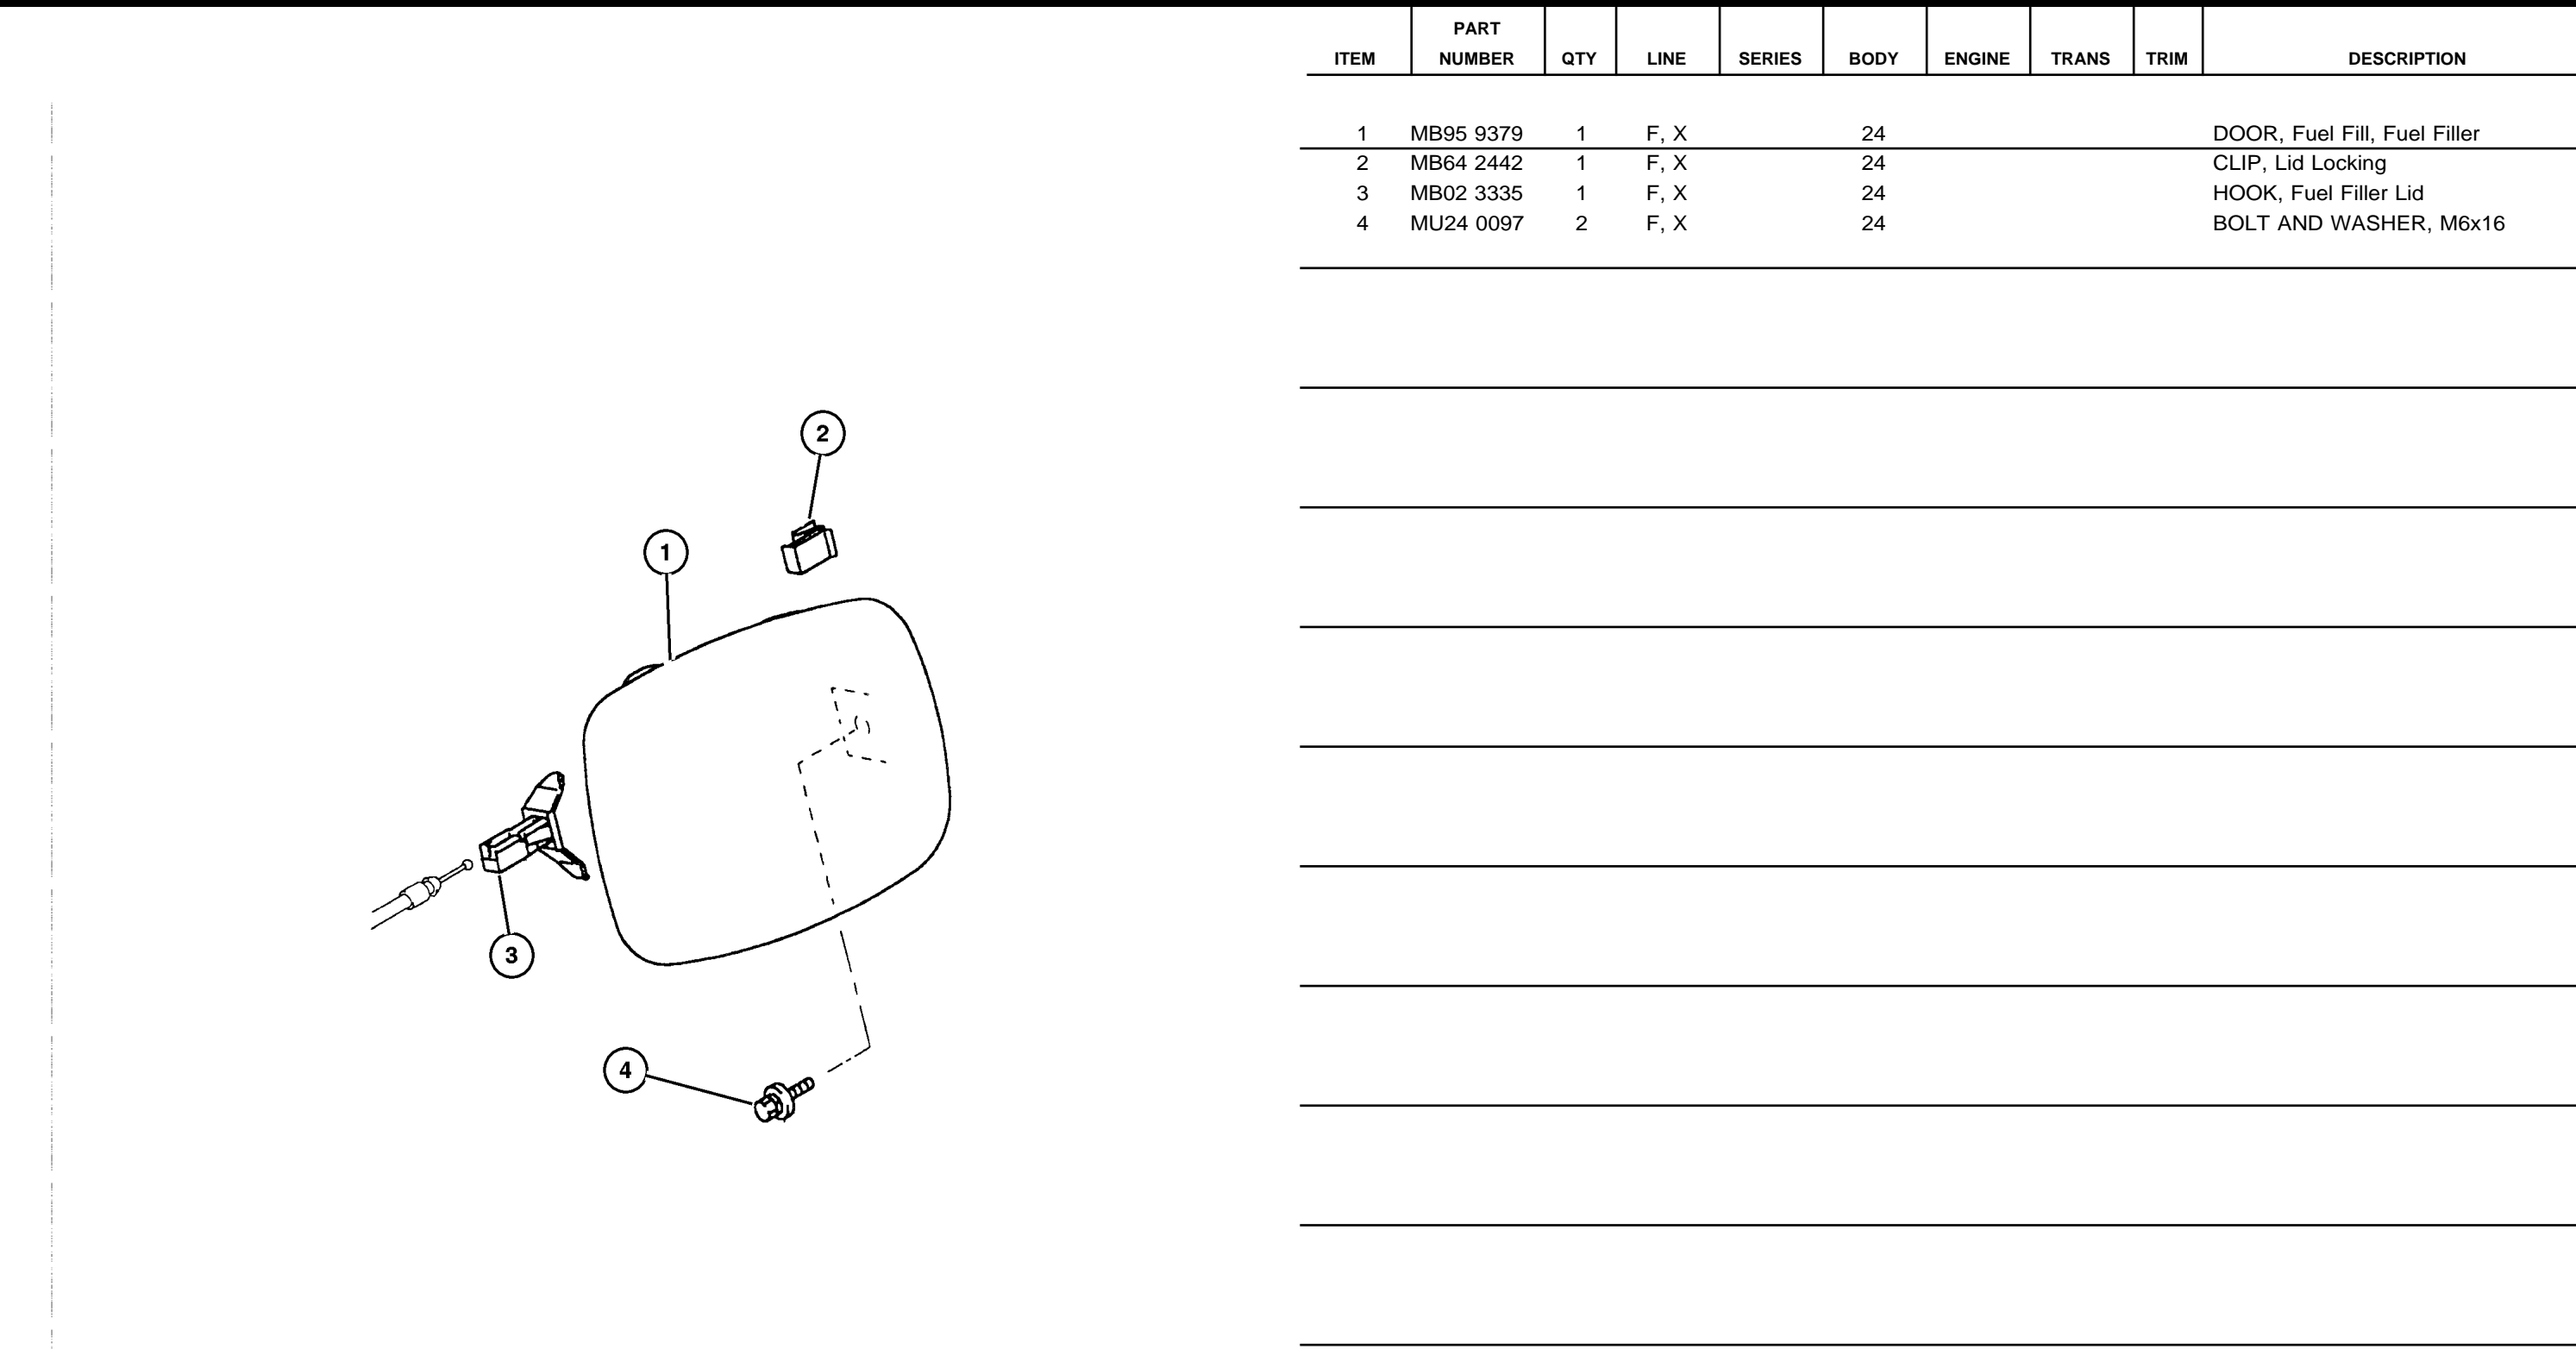 PART
ITEM NUMBER QTY LINE SERIES BODY ENGINE TRANS TRIM DESCRIPTION
1 MB95 9379 1 F, X 24 DOOR, Fuel Fill, Fuel Filler
2 MB64 2442 1 F, X 24 CLIP, Lid Locking
3 MB02 3335 1 F, X 24 HOOK, Fuel Filler Lid
4 MU24 0097 2 F, X 24 BOLT AND WASHER, M6x16
2
1
3
4